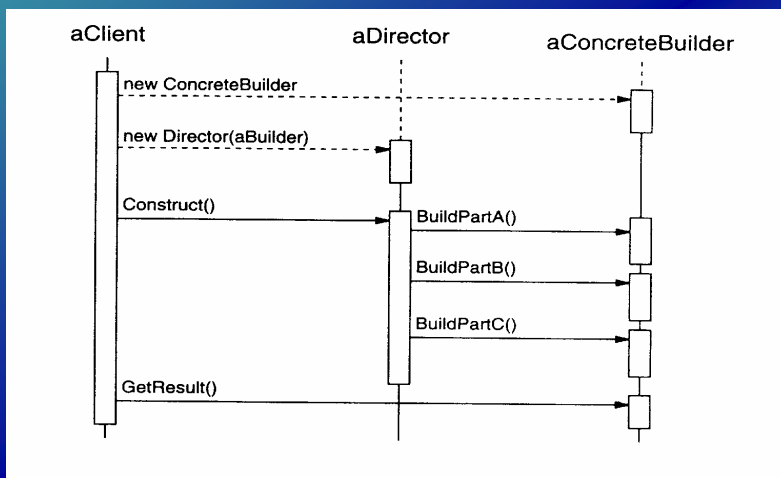 aClient
aDirector
aConcreteBuilder
new ConcreteBuilder
new Director(aBuilder)
Construct()
BuildPartA()
BuildPartB()
BuildPartC()
GetResult()